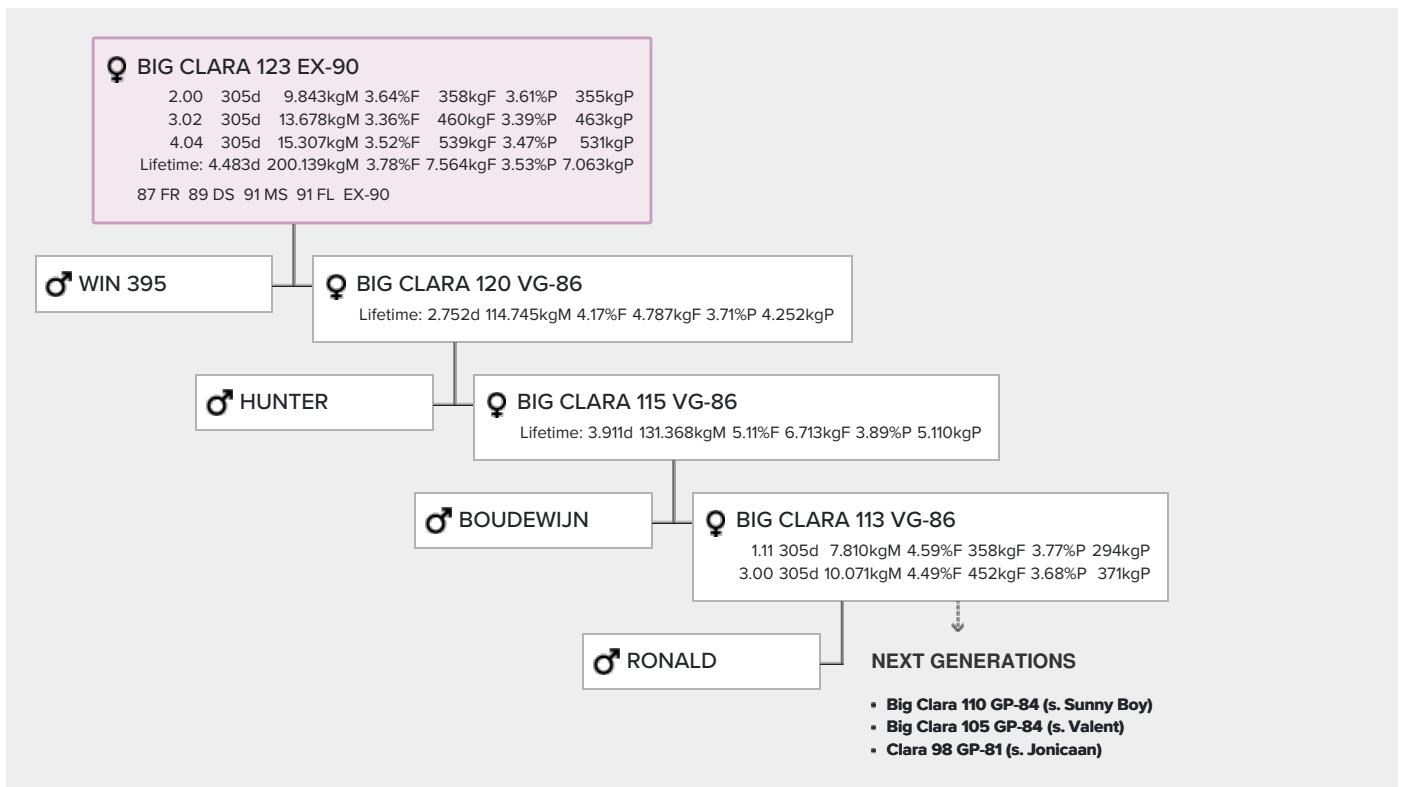 BIG CLARA 123 EX-90
2.00 305d 9.843kgM 3.64%F 358kgF 3.61%P 355kgP
3.02 305d 13.678kgM 3.36%F 460kgF 3.39%P 463kgP
4.04 305d 15.307kgM 3.52%F 539kgF 3.47%P 531kgP
Lifetime: 4.483d 200.139kgM 3.78%F 7.564kgF 3.53%P 7.063kgP
87 FR 89 DS 91 MS 91 FL EX-90
WIN 395
BIG CLARA 120 VG-86
Lifetime: 2.752d 114.745kgM 4.17%F 4.787kgF 3.71%P 4.252kgP
HUNTER
BIG CLARA 115 VG-86
Lifetime: 3.911d 131.368kgM 5.11%F 6.713kgF 3.89%P 5.110kgP
BOUDEWIJN
BIG CLARA 113 VG-86
1.11 305d 7.810kgM 4.59%F 358kgF 3.77%P 294kgP
3.00 305d 10.071kgM 4.49%F 452kgF 3.68%P 371kgP
RONALD
NEXT GENERATIONS
• Big Clara 110 GP-84 (s. Sunny Boy)
• Big Clara 105 GP-84 (s. Valent)
• Clara 98 GP-81 (s. Jonicaan)